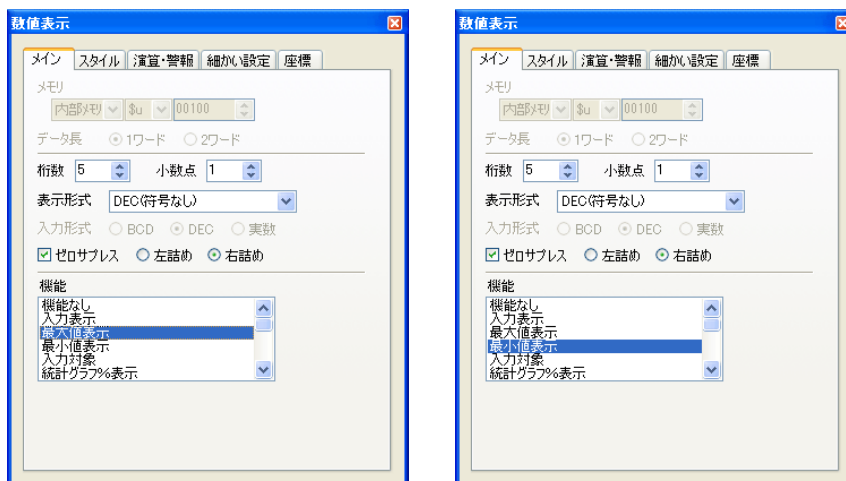 数値表示
メイン スタイル 演算・警報 細かい設定 座標
メモリ
内部メモリ $u 00100
データ長 1ワード 2ワード
桁数 5 小数点 1
表示形式 DEC(符号なし)
入力形式 BCD DEC 実数
ゼロサプレス 左詰め 右詰め
機能
機能なし
入力表示
最大値表示
最小値表示
入力対象
統計グラフ%表示
数値表示
メイン スタイル 演算・警報 細かい設定 座標
メモリ
内部メモリ $u 00100
データ長 1ワード 2ワード
桁数 5 小数点 1
表示形式 DEC(符号なし)
入力形式 BCD DEC 実数
ゼロサプレス 左詰め 右詰め
機能
機能なし
入力表示
最大値表示
最小値表示
入力対象
統計グラフ%表示